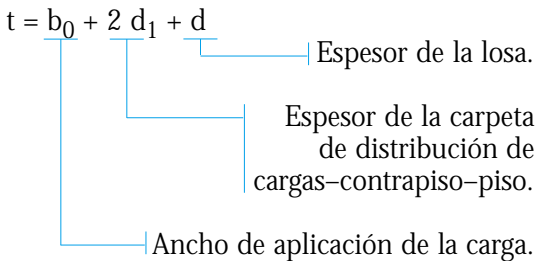 t = b₀ + 2 d₁ + d
Espesor de la losa.
Espesor de la carpeta
de distribución de
cargas–contrapiso–piso.
Ancho de aplicación de la carga.